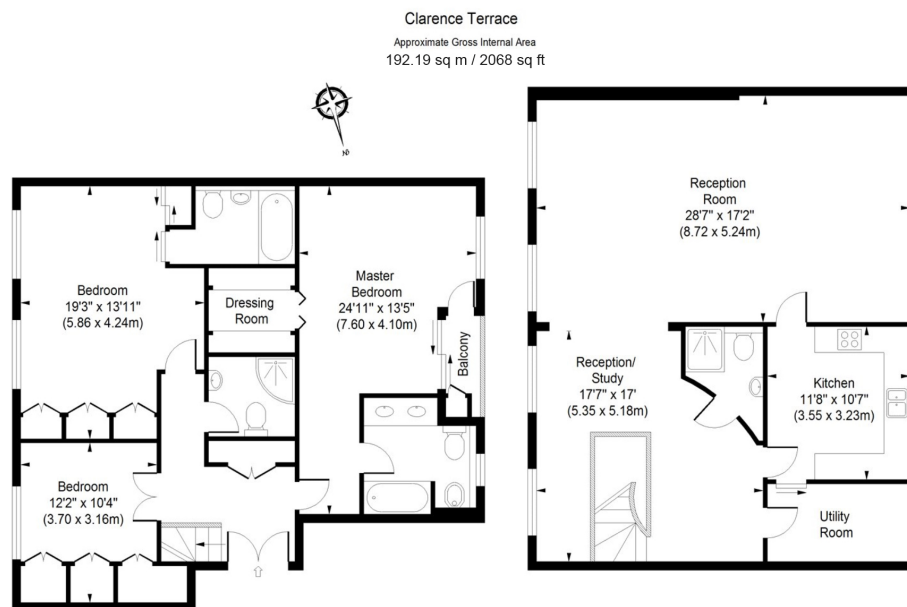 Clarence Terrace
Approximate Gross Internal Area
192.19 sq m / 2068 sq ft
N
Bedroom
19'3" x 13'11"
(5.86 x 4.24m)
Dressing
Room
Master
Bedroom
24'11" x 13'5"
(7.60 x 4.10m)
Balcony
Bedroom
12'2" x 10'4"
(3.70 x 3.16m)
Reception
Room
28'7" x 17'2"
(8.72 x 5.24m)
Reception/
Study
17'7" x 17'
(5.35 x 5.18m)
Kitchen
11'8" x 10'7"
(3.55 x 3.23m)
Utility
Room